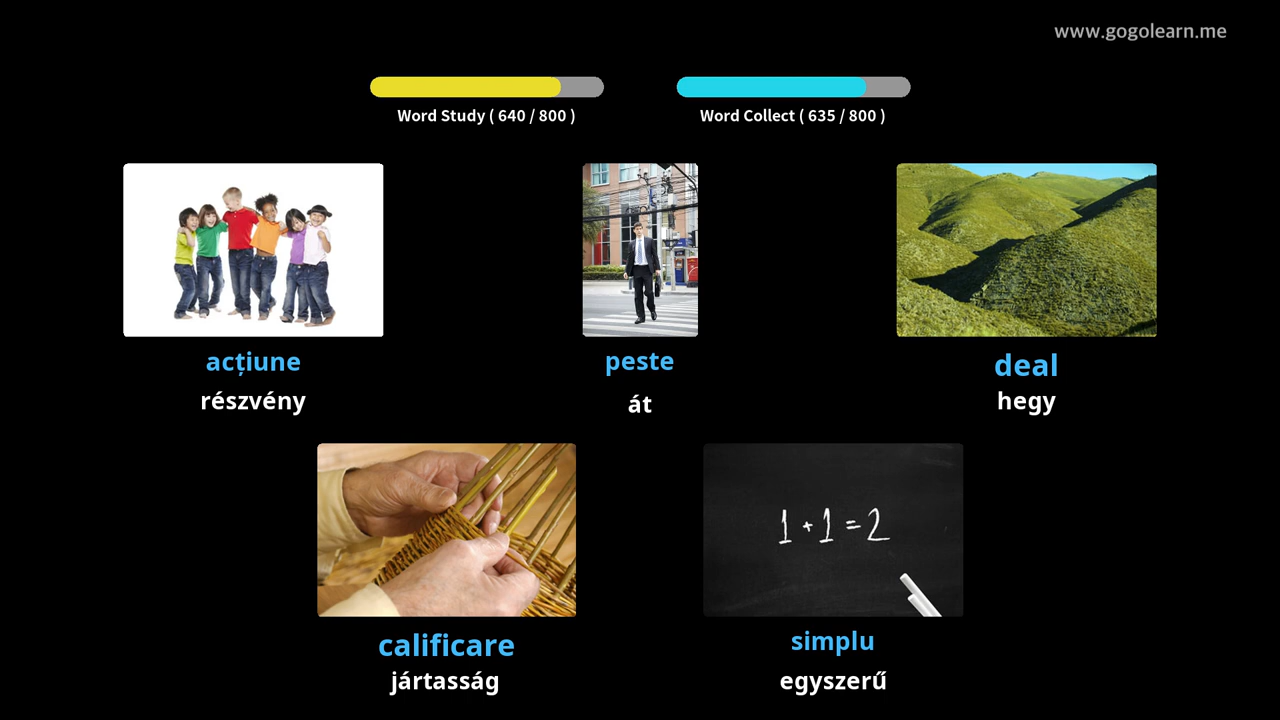 www.gogolearn.me
Word Study ( 640 / 800 )
Word Collect ( 635 / 800 )
acțiune
részvény
peste
át
deal
hegy
1 + 1 = 2
calificare
jártasság
simplu
egyszerű